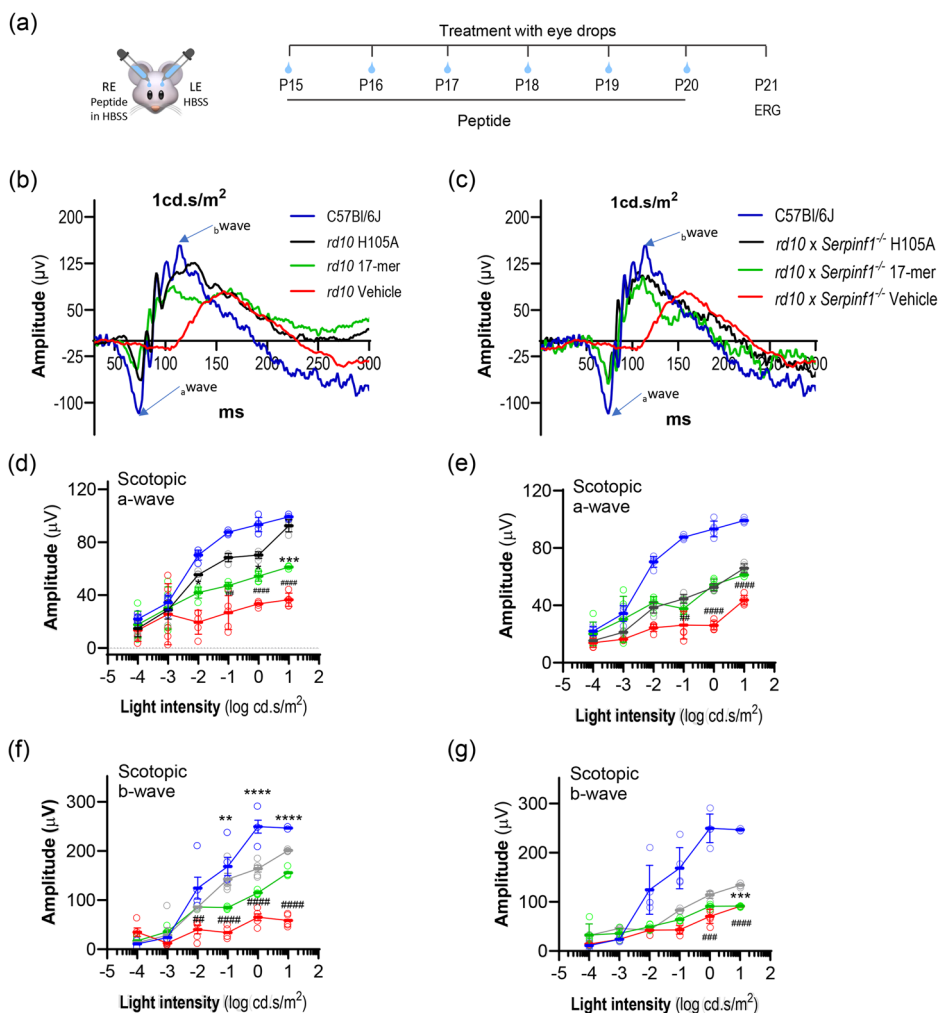 (a)
Treatment with eye drops
RE
Peptide
in HBSS
LE
HBSS
P15 P16 P17 P18 P19 P20 P21
Peptide
ERG
(b)
1cd.s/m²
Amplitude (μv)
200
125
50
-25
-100
50 100 150 200 250 300
ms
b wave
a wave
C57Bl/6J
rd10 H105A
rd10 17-mer
rd10 Vehicle
(c)
1cd.s/m²
Amplitude (μv)
200
125
50
-25
-100
50 100 150 200 250 300
ms
b wave
a wave
C57Bl/6J
rd10 x Serpinf1⁻/⁻ H105A
rd10 x Serpinf1⁻/⁻ 17-mer
rd10 x Serpinf1⁻/⁻ Vehicle
(d)
Scotopic
a-wave
Amplitude (μV)
120
80
40
0
* * ***
## #### ####
-5 -4 -3 -2 -1 0 1 2
Light intensity (log cd.s/m²)
(e)
Scotopic
a-wave
Amplitude (μV)
120
80
40
0
## #### ####
-5 -4 -3 -2 -1 0 1 2
Light intensity (log cd.s/m²)
(f)
Scotopic
b-wave
Amplitude (μV)
300
200
100
0
** **** ****
## #### #### ####
-5 -4 -3 -2 -1 0 1 2
Light intensity (log cd.s/m²)
(g)
Scotopic
b-wave
Amplitude (μV)
300
200
100
0
***
### ####
-5 -4 -3 -2 -1 0 1 2
Light intensity (log cd.s/m²)